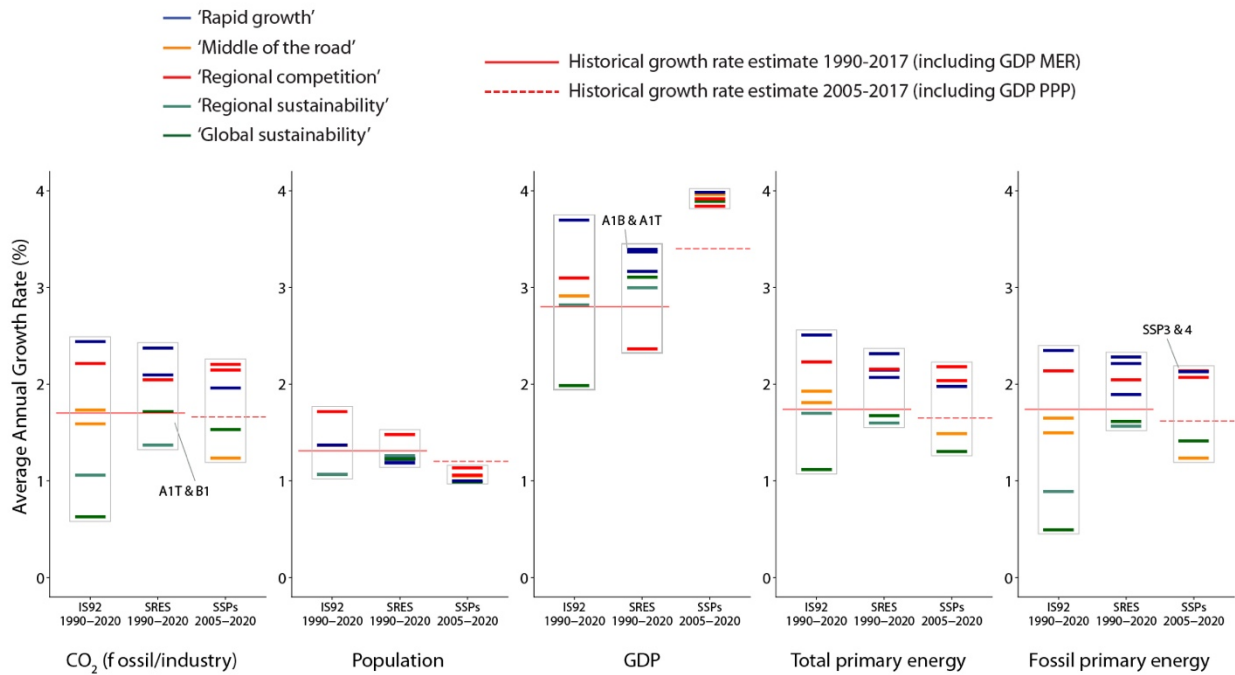 ‘Rapid growth’
‘Middle of the road’
‘Regional competition’
‘Regional sustainability’
‘Global sustainability’
Historical growth rate estimate 1990-2017 (including GDP MER)
Historical growth rate estimate 2005-2017 (including GDP PPP)
Average Annual Growth Rate (%)
4
3
2
1
0
A1T & B1
IS92
1990–2020
SRES
1990–2020
SSPs
2005–2020
CO₂ (f ossil/industry)
4
3
2
1
0
IS92
1990–2020
SRES
1990–2020
SSPs
2005–2020
Population
4
3
2
1
0
A1B & A1T
IS92
1990–2020
SRES
1990–2020
SSPs
2005–2020
GDP
4
3
2
1
0
IS92
1990–2020
SRES
1990–2020
SSPs
2005–2020
Total primary energy
4
3
2
1
0
SSP3 & 4
IS92
1990–2020
SRES
1990–2020
SSPs
2005–2020
Fossil primary energy